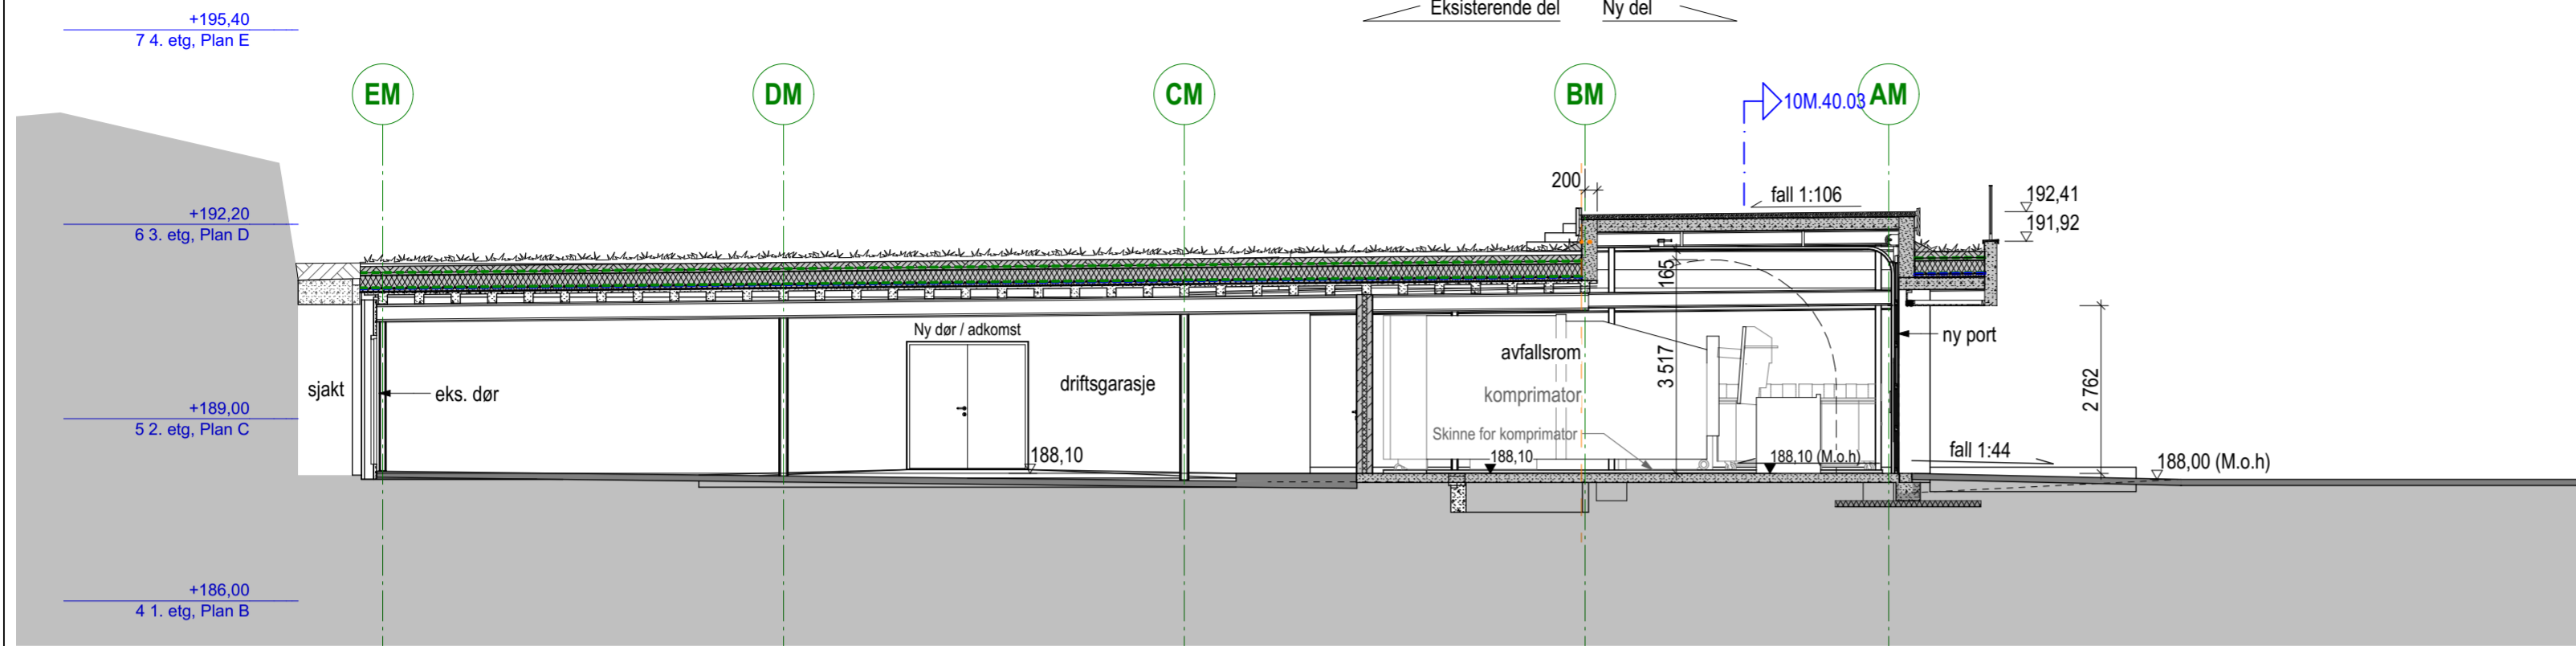 +195,40
7 4. etg, Plan E
Eksisterende del
Ny del
EM
DM
CM
BM
10M.40.03
AM
200
fall 1:106
192,41
191,92
+192,20
6 3. etg, Plan D
165
Ny dør / adkomst
avfallsrom
ny port
sjakt
eks. dør
driftsgarasje
komprimator
3 517
2 762
+189,00
5 2. etg, Plan C
Skinne for komprimator
188,10
188,10
188,10 (M.o.h)
fall 1:44
188,00 (M.o.h)
+186,00
4 1. etg, Plan B